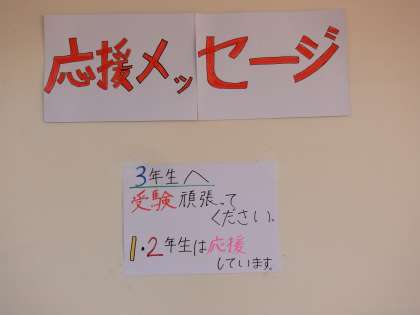 応援メッセージ
3年生へ
受験頑張って
ください。
1・2年生は応援
しています。